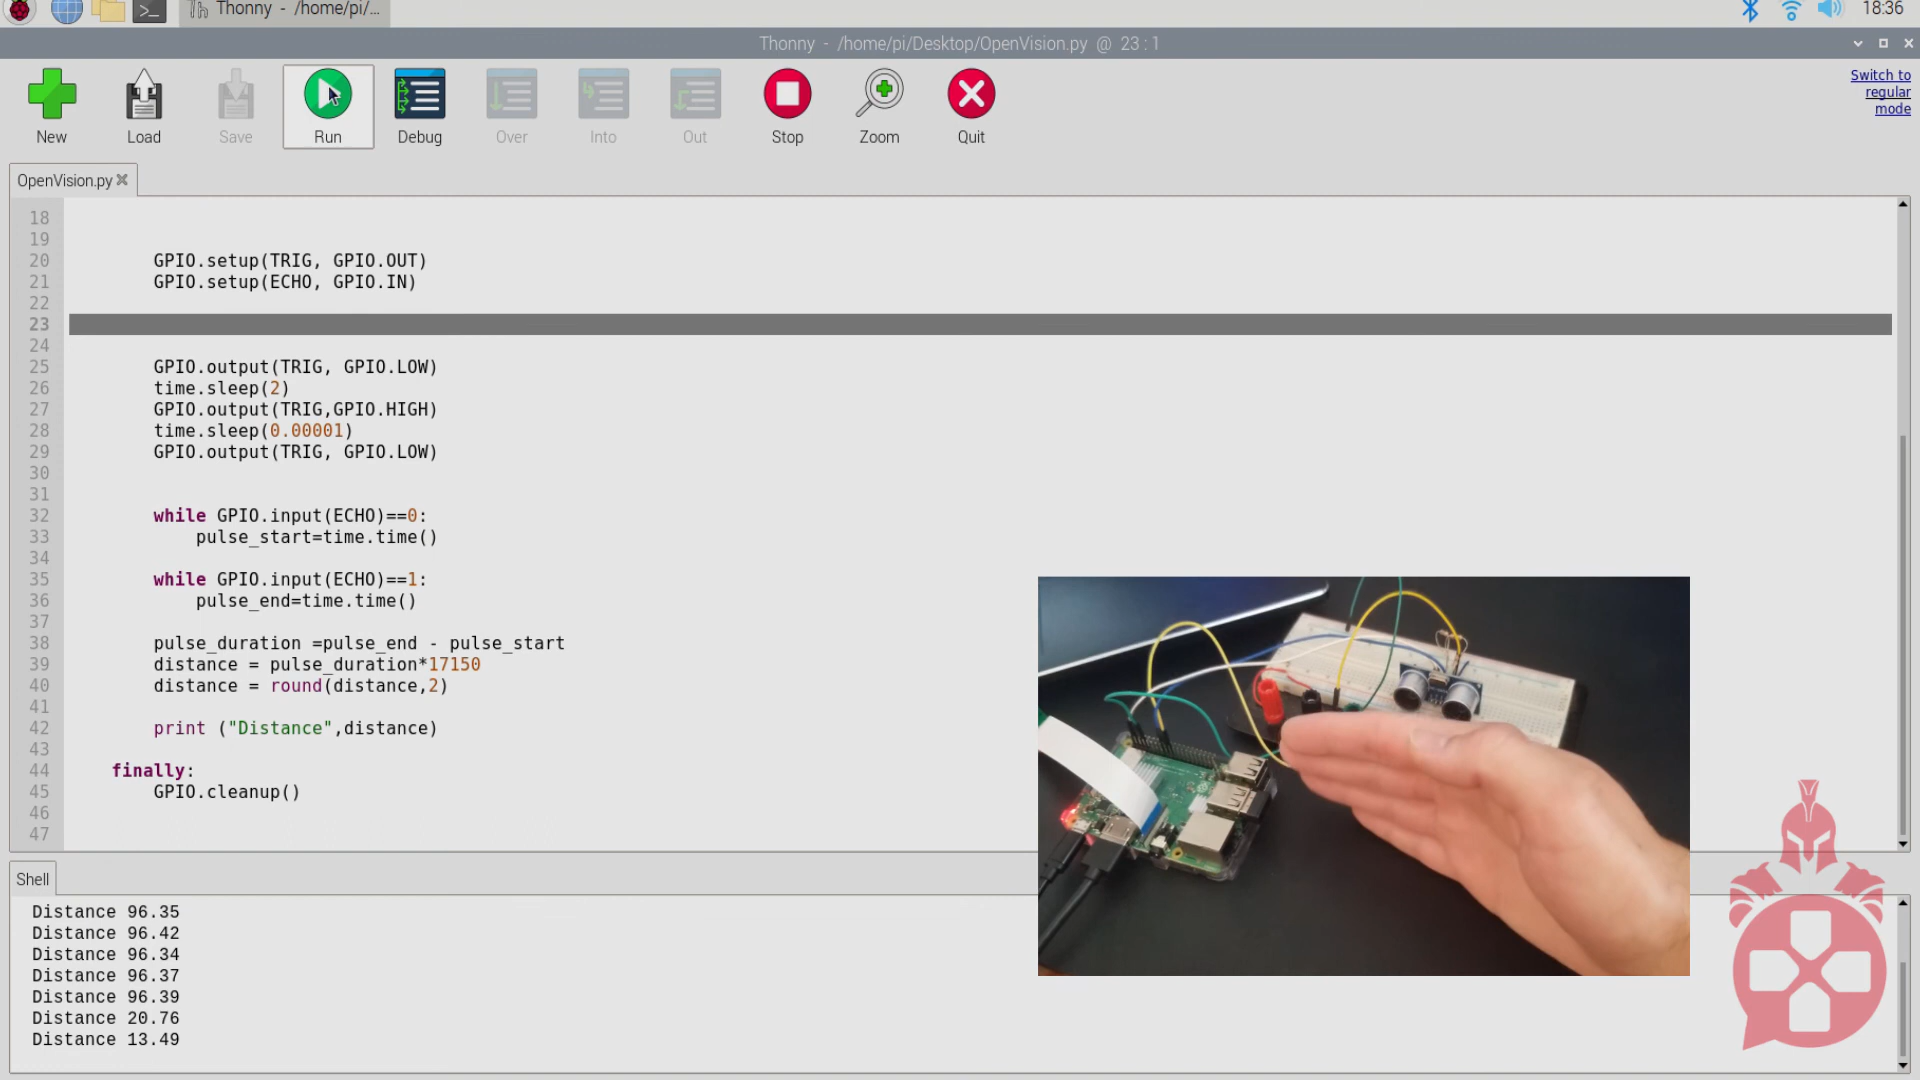 Thonny - /home/pi/...
18:36
Thonny - /home/pi/Desktop/OpenVision.py @ 23 : 1
New
Load
Save
Run
Debug
Over
Into
Out
Stop
Zoom
Quit
Switch to
regular
mode
OpenVision.py
18
19
20 GPIO.setup(TRIG, GPIO.OUT)
21 GPIO.setup(ECHO, GPIO.IN)
22
23
24
25 GPIO.output(TRIG, GPIO.LOW)
26 time.sleep(2)
27 GPIO.output(TRIG,GPIO.HIGH)
28 time.sleep(0.00001)
29 GPIO.output(TRIG, GPIO.LOW)
30
31
32 while GPIO.input(ECHO)==0:
33 pulse_start=time.time()
34
35 while GPIO.input(ECHO)==1:
36 pulse_end=time.time()
37
38 pulse_duration =pulse_end - pulse_start
39 distance = pulse_duration*17150
40 distance = round(distance,2)
41
42 print ("Distance",distance)
43
44 finally:
45 GPIO.cleanup()
46
47
Shell
Distance 96.35
Distance 96.42
Distance 96.34
Distance 96.37
Distance 96.39
Distance 20.76
Distance 13.49